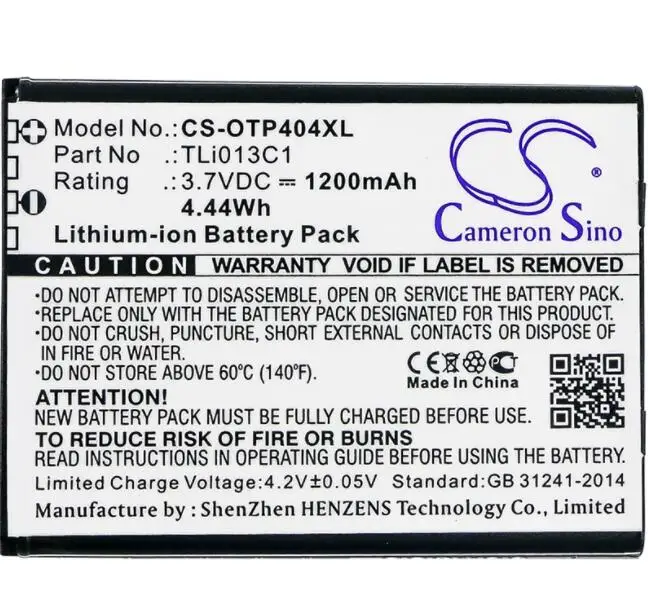 Model No.:CS-OTP404XL
Part No :TLi013C1
Rating :3.7VDC 1200mAh
4.44Wh
Lithium-ion Battery Pack
CS
®
Cameron Sino
CAUTION WARRANTY VOID IF LABEL IS REMOVED
•DO NOT ATTEMPT TO DISASSEMBLE, OPEN OR SERVICE THE BATTERY PACK.
•REPLACE ONLY WITH THE BATTERY PACK DESIGNATED FOR THIS PRODUCT.
•DO NOT CRUSH, PUNCTURE, SHORT EXTERNAL CONTACTS OR DISPOSE OF
IN FIRE OR WATER.
•DO NOT STORE ABOVE 60℃ (140℉)
CE
Made In China
ATTENTION!
NEW BATTERY PACK MUST BE FULLY CHARGED BEFORE USE.
TO REDUCE RISK OF FIRE OR BURNS
READ INSTRUCTIONS ON OPERATING GUIDE BEFORE USE.
Limited Charge Voltage:4.2V±0.05V Standard:GB 31241-2014
Manufacturer by : ShenZhen HENZENS Technology Co., Limited